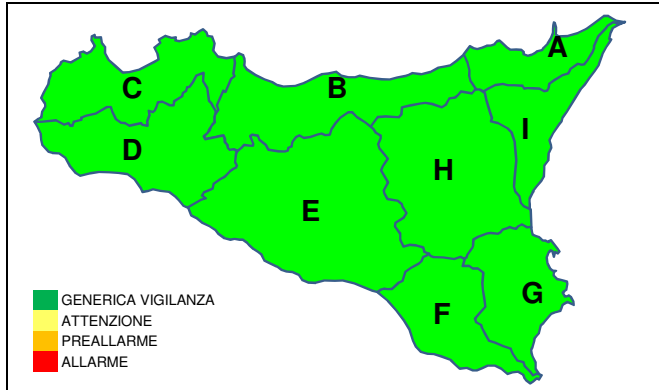 A
B
C
I
D
H
E
G
F
GENERICA VIGILANZA
ATTENZIONE
PREALLARME
ALLARME